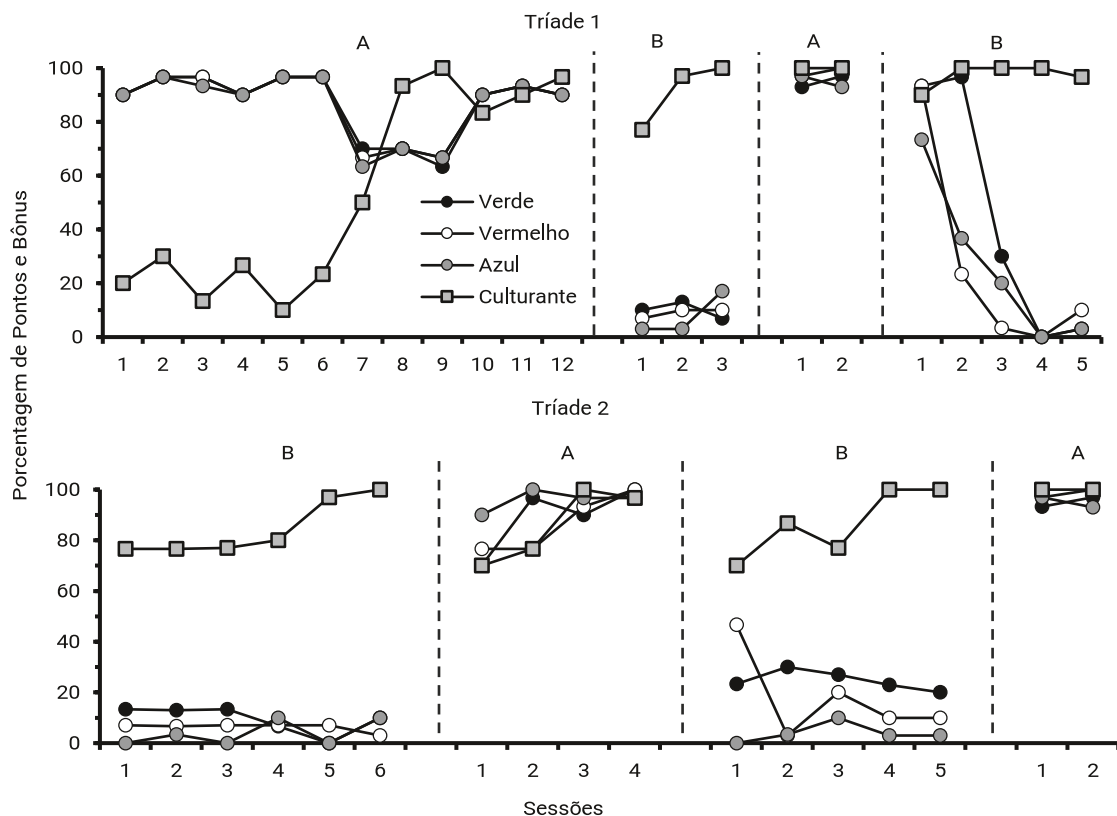 Tríade 1
A B A B
100
80
60
40
20
0
Verde
Vermelho
Azul
Culturante
1 2 3 4 5 6 7 8 9 10 11 12 1 2 3 1 2 1 2 3 4 5
Porcentagem de Pontos e Bônus
Tríade 2
B A B A
100
80
60
40
20
0
1 2 3 4 5 6 1 2 3 4 1 2 3 4 5 1 2
Sessões